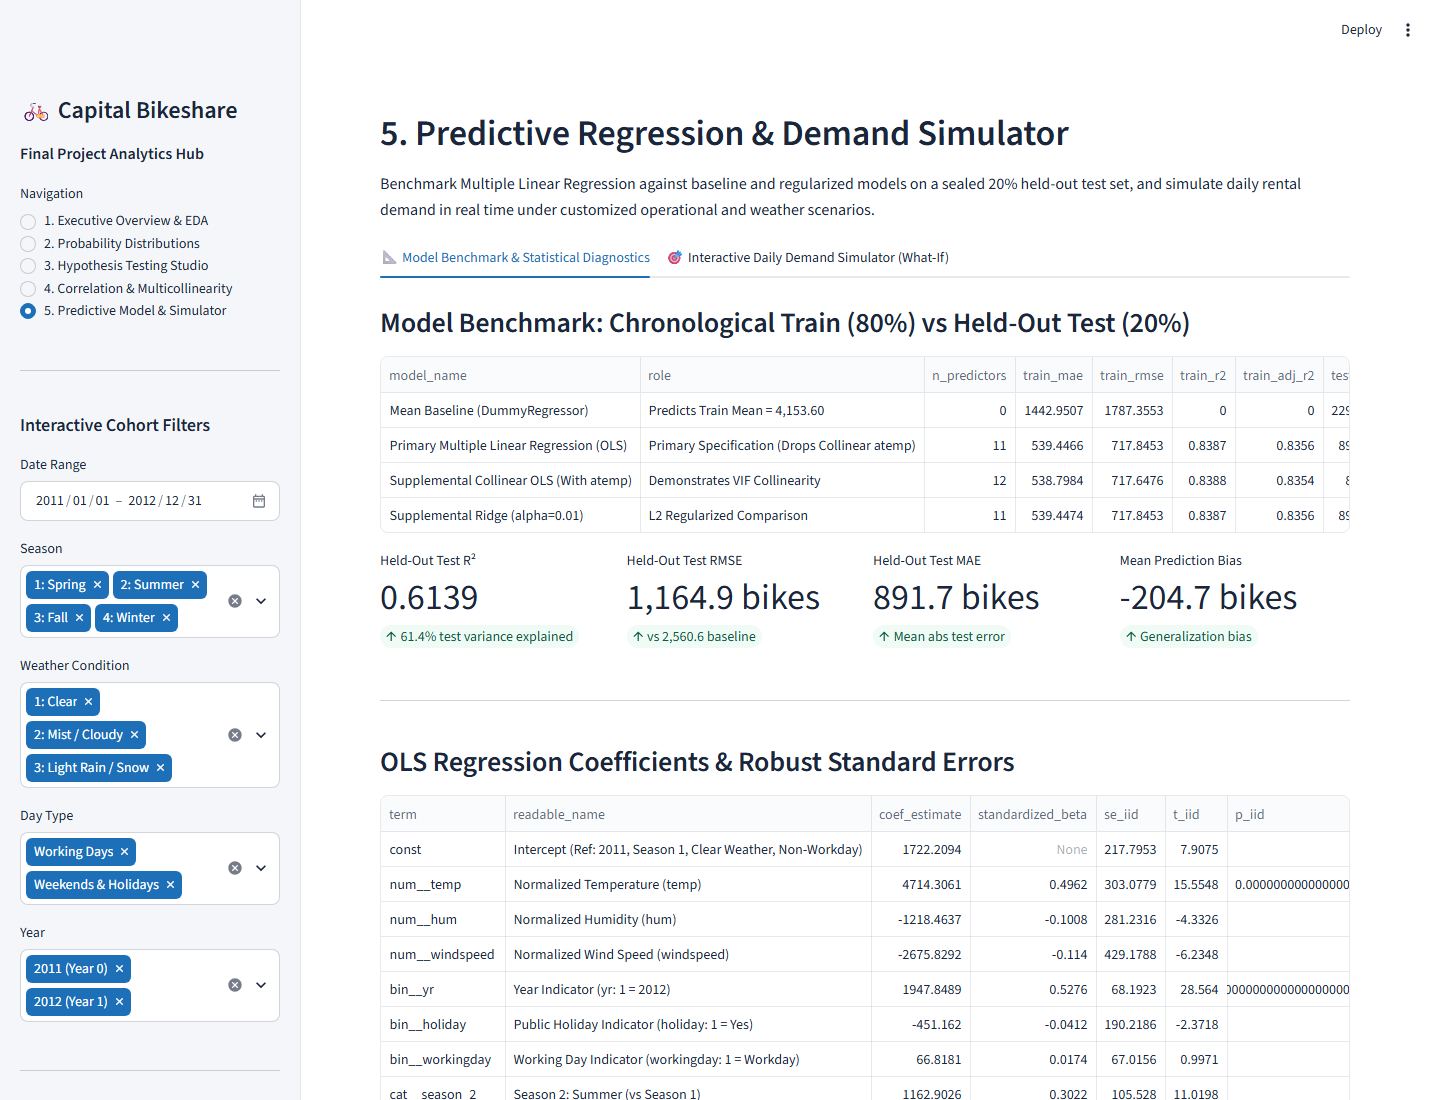 Deploy
Capital Bikeshare
Final Project Analytics Hub
Navigation
1. Executive Overview & EDA
2. Probability Distributions
3. Hypothesis Testing Studio
4. Correlation & Multicollinearity
5. Predictive Model & Simulator
Interactive Cohort Filters
Date Range
2011/01/01 – 2012/12/31
Season
1: Spring 2: Summer
3: Fall 4: Winter
Weather Condition
1: Clear
2: Mist / Cloudy
3: Light Rain / Snow
Day Type
Working Days
Weekends & Holidays
Year
2011 (Year 0)
2012 (Year 1)
5. Predictive Regression & Demand Simulator
Benchmark Multiple Linear Regression against baseline and regularized models on a sealed 20% held-out test set, and simulate daily rental
demand in real time under customized operational and weather scenarios.
Model Benchmark & Statistical Diagnostics Interactive Daily Demand Simulator (What-If)
Model Benchmark: Chronological Train (80%) vs Held-Out Test (20%)
model_name role n_predictors train_mae train_rmse train_r2 train_adj_r2
Mean Baseline (DummyRegressor) Predicts Train Mean = 4,153.60 0 1442.9507 1787.3553 0 0
Primary Multiple Linear Regression (OLS) Primary Specification (Drops Collinear atemp) 11 539.4466 717.8453 0.8387 0.8356
Supplemental Collinear OLS (With atemp) Demonstrates VIF Collinearity 12 538.7984 717.6476 0.8388 0.8354
Supplemental Ridge (alpha=0.01) L2 Regularized Comparison 11 539.4474 717.8453 0.8387 0.8356
Held-Out Test R² Held-Out Test RMSE Held-Out Test MAE Mean Prediction Bias
0.6139 1,164.9 bikes 891.7 bikes -204.7 bikes
↑ 61.4% test variance explained ↑ vs 2,560.6 baseline ↑ Mean abs test error ↑ Generalization bias
OLS Regression Coefficients & Robust Standard Errors
term readable_name coef_estimate standardized_beta se_iid t_iid p_iid
const Intercept (Ref: 2011, Season 1, Clear Weather, Non-Workday) 1722.2094 None 217.7953 7.9075
num__temp Normalized Temperature (temp) 4714.3061 0.4962 303.0779 15.5548
num__hum Normalized Humidity (hum) -1218.4637 -0.1008 281.2316 -4.3326
num__windspeed Normalized Wind Speed (windspeed) -2675.8292 -0.114 429.1788 -6.2348
bin__yr Year Indicator (yr: 1 = 2012) 1947.8489 0.5276 68.1923 28.564
bin__holiday Public Holiday Indicator (holiday: 1 = Yes) -451.162 -0.0412 190.2186 -2.3718
bin__workingday Working Day Indicator (workingday: 1 = Workday) 66.8181 0.0174 67.0156 0.9971
cat__season_2 Season 2: Summer (vs Season 1) 1162.9026 0.3022 105.528 11.0198